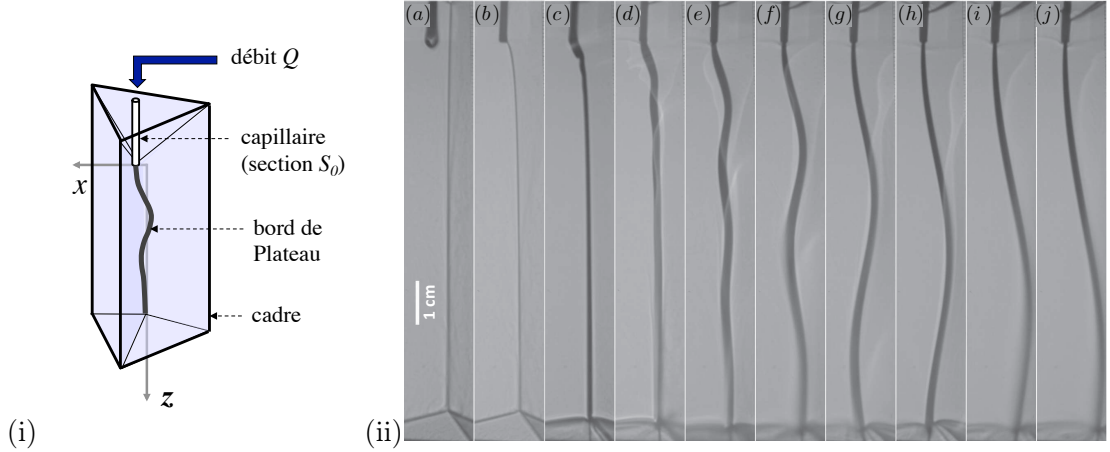 débit Q
capillaire
(section S₀)
x
bord de
Plateau
cadre
z
(i)
(ii)
(a) (b) (c) (d) (e) (f) (g) (h) (i) (j)
1 cm